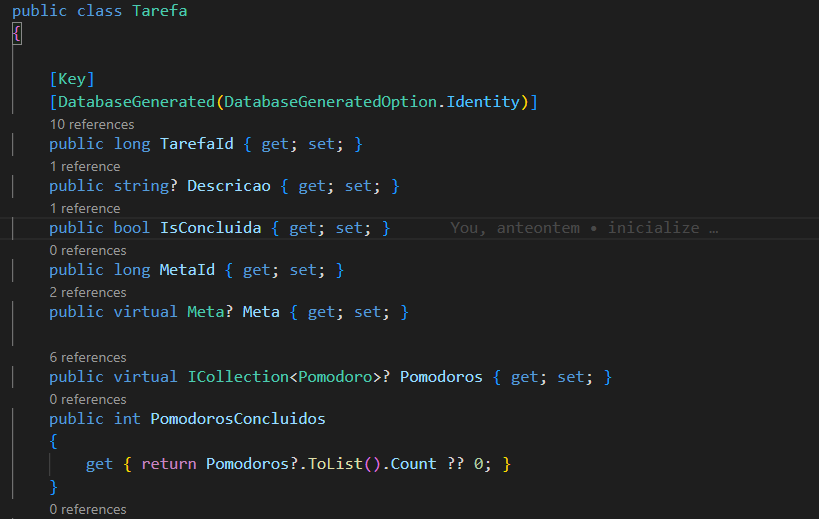 public class Tarefa
{
[Key]
[DatabaseGenerated(DatabaseGeneratedOption.Identity)]
10 references
public long TarefaId { get; set; }
1 reference
public string? Descricao { get; set; }
1 reference
public bool IsConcluida { get; set; } You, anteontem • inicialize …
0 references
public long MetaId { get; set; }
2 references
public virtual Meta? Meta { get; set; }
6 references
public virtual ICollection<Pomodoro>? Pomodoros { get; set; }
0 references
public int PomodorosConcluidos
{
get { return Pomodoros?.ToList().Count ?? 0; }
}
0 references